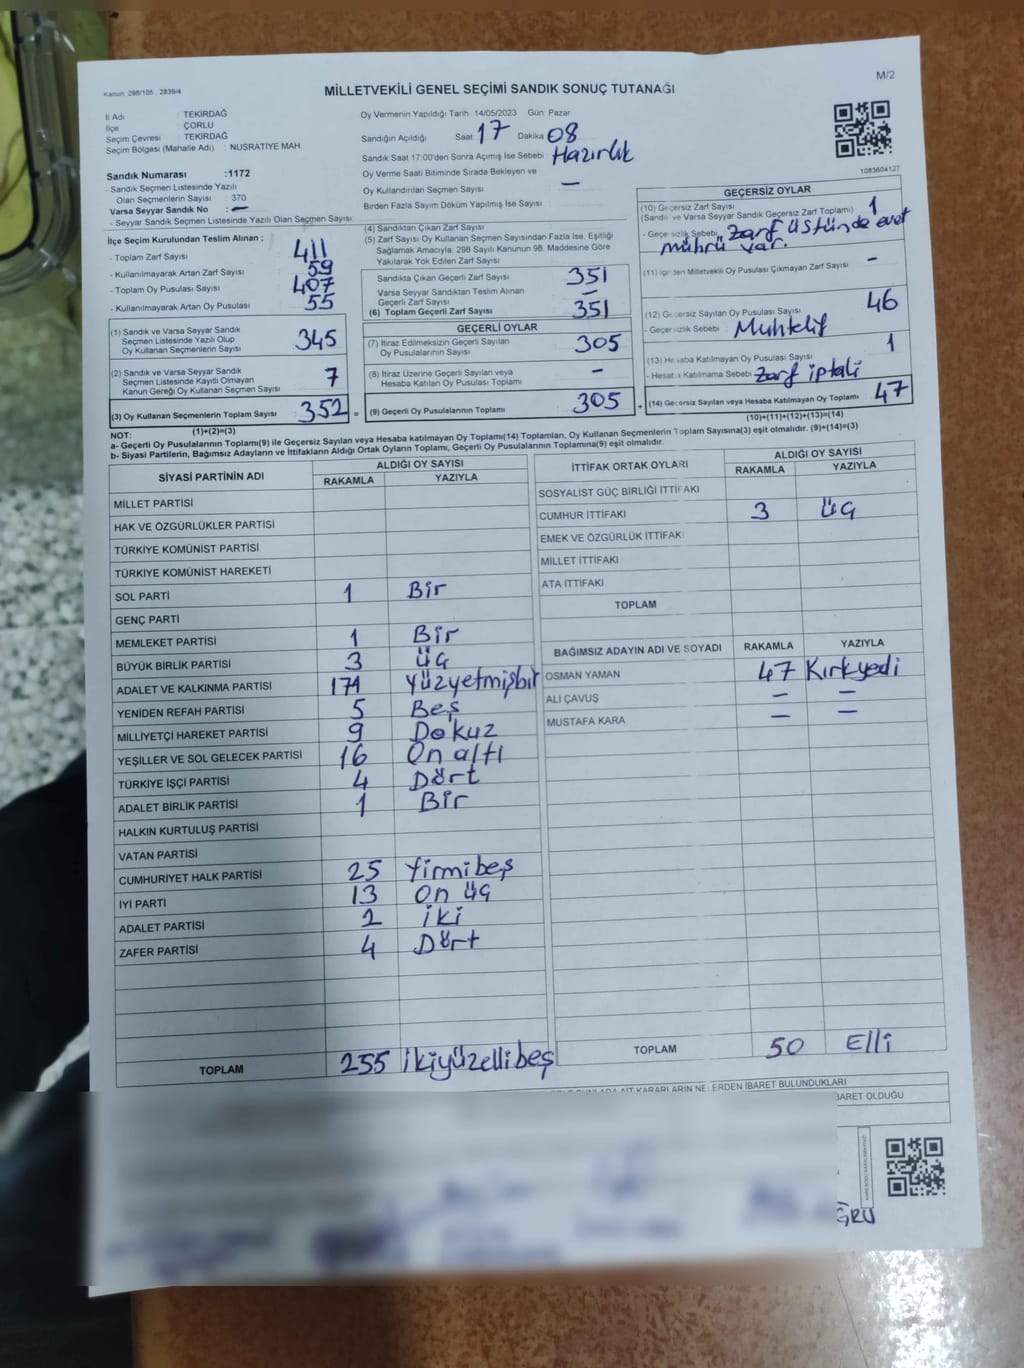 Kanun: 298/105 , 2839/4
MİLLETVEKİLİ GENEL SEÇİMİ SANDIK SONUÇ TUTANAĞI
M/2
İl Adı : TEKİRDAĞ
İlçe : ÇORLU
Seçim Çevresi : TEKİRDAĞ
Seçim Bölgesi (Mahalle Adı) : NUSRATİYE MAH.
Oy Vermenin Yapıldığı Tarih 14/05/2023 Gün: Pazar
Sandığın Açıldığı Saat 17 Dakika 08
Sandık Saat 17:00'den Sonra Açımış İse Sebebi Hazırlık
Oy Verme Saati Bitiminde Sırada Bekleyen ve
Oy Kullandırılan Seçmen Sayısı —
Birden Fazla Sayım Döküm Yapılmış İse Sayısı
1083604127
Sandık Numarası :1172
- Sandık Seçmen Listesinde Yazılı
Olan Seçmenlerin Sayısı : 370
Varsa Seyyar Sandık No : —
- Seyyar Sandık Seçmen Listesinde Yazılı Olan Seçmen Sayısı:
İlçe Seçim Kurulundan Teslim Alınan :
- Toplam Zarf Sayısı 411
- Kullanılmayarak Artan Zarf Sayısı 59
- Toplam Oy Pusulası Sayısı 407
- Kullanılmayarak Artan Oy Pusulası 55
(1) Sandık ve Varsa Seyyar Sandık
Seçmen Listesinde Yazılı Olup
Oy Kullanan Seçmenlerin Sayısı 345
(2) Sandık ve Varsa Seyyar Sandık
Seçmen Listesinde Kayıtlı Olmayan
Kanun Gereği Oy Kullanan Seçmen Sayısı 7
(3) Oy Kullanan Seçmenlerin Toplam Sayısı 352 =
(1)+(2)=(3)
(4) Sandıktan Çıkan Zarf Sayısı
(5) Zarf Sayısı Oy Kullanan Seçmen Sayısından Fazla İse, Eşitliği
Sağlamak Amacıyla, 298 Sayılı Kanunun 98. Maddesine Göre
Yakılarak Yok Edilen Zarf Sayısı
Sandıkta Çıkan Geçerli Zarf Sayısı 351
Varsa Seyyar Sandıktan Teslim Alınan
Geçerli Zarf Sayısı —
(6) Toplam Geçerli Zarf Sayısı 351
GEÇERLİ OYLAR
(7) İtiraz Edilmeksizin Geçerli Sayılan
Oy Pusulalarının Sayısı 305
(8) İtiraz Üzerine Geçerli Sayılan veya
Hesaba Katılan Oy Pusulası Toplamı —
(9) Geçerli Oy Pusulalarının Toplamı 305 +
GEÇERSİZ OYLAR
(10) Geçersiz Zarf Sayısı 1
(Sandık ve Varsa Seyyar Sandık Geçersiz Zarf Toplamı)
- Geçersizlik Sebebi: Zarf üstünde evet
mührü var.
(11) İçinden Milletvekili Oy Pusulası Çıkmayan Zarf Sayısı -
(12) Geçersiz Sayılan Oy Pusulası Sayısı 46
- Geçersizlik Sebebi : Muhtelif
(13) Hesaba Katılmayan Oy Pusulası Sayısı 1
- Hesaba Katılmama Sebebi Zarf iptali
(14) Geçersiz Sayılan veya Hesaba Katılmayan Oy Toplamı 47
(10)+(11)+(12)+(13)=(14)
NOT:
a- Geçerli Oy Pusulalarının Toplamı(9) ile Geçersiz Sayılan veya Hesaba katılmayan Oy Toplamı(14) Toplamları, Oy Kullanan Seçmenlerin Toplam Sayısına(3) eşit olmalıdır. (9)+(14)=(3)
b- Siyasi Partilerin, Bağımsız Adayların ve İttifakların Aldığı Ortak Oyların Toplamı, Geçerli Oy Pusulalarının Toplamına(9) eşit olmalıdır.
SİYASİ PARTİNİN ADI
ALDIĞI OY SAYISI
RAKAMLA YAZIYLA
MİLLET PARTİSİ
HAK VE ÖZGÜRLÜKLER PARTİSİ
TÜRKİYE KOMÜNİST PARTİSİ
TÜRKİYE KOMÜNİST HAREKETİ
SOL PARTİ 1 Bir
GENÇ PARTİ
MEMLEKET PARTİSİ 1 Bir
BÜYÜK BİRLİK PARTİSİ 3 üç
ADALET VE KALKINMA PARTİSİ 171 Yüzyetmişbir
YENİDEN REFAH PARTİSİ 5 Beş
MİLLİYETÇİ HAREKET PARTİSİ 9 Dokuz
YEŞİLLER VE SOL GELECEK PARTİSİ 16 On altı
TÜRKİYE İŞÇİ PARTİSİ 4 Dört
ADALET BİRLİK PARTİSİ 1 Bir
HALKIN KURTULUŞ PARTİSİ
VATAN PARTİSİ
CUMHURİYET HALK PARTİSİ 25 Yirmibeş
İYİ PARTİ 13 On üç
ADALET PARTİSİ 2 iki
ZAFER PARTİSİ 4 Dört
TOPLAM 255 İkiyüzellibeş
İTTİFAK ORTAK OYLARI
ALDIĞI OY SAYISI
RAKAMLA YAZIYLA
SOSYALİST GÜÇ BİRLİĞİ İTTİFAKI
CUMHUR İTTİFAKI 3 üç
EMEK VE ÖZGÜRLÜK İTTİFAKI
MİLLET İTTİFAKI
ATA İTTİFAKI
TOPLAM
BAĞIMSIZ ADAYIN ADI VE SOYADI RAKAMLA YAZIYLA
OSMAN YAMAN 47 Kırkyedi
ALİ ÇAVUŞ — —
MUSTAFA KARA — —
TOPLAM 50 Elli
AİT KARARLARIN NELERDEN İBARET BULUNDUKLARI
İBARET OLDUĞU
ĞRU